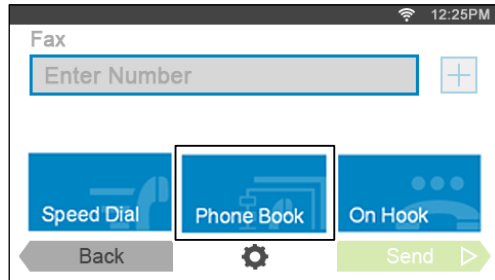 12:25PM
Fax
Enter Number
Speed Dial
Phone Book
On Hook
Back
Send